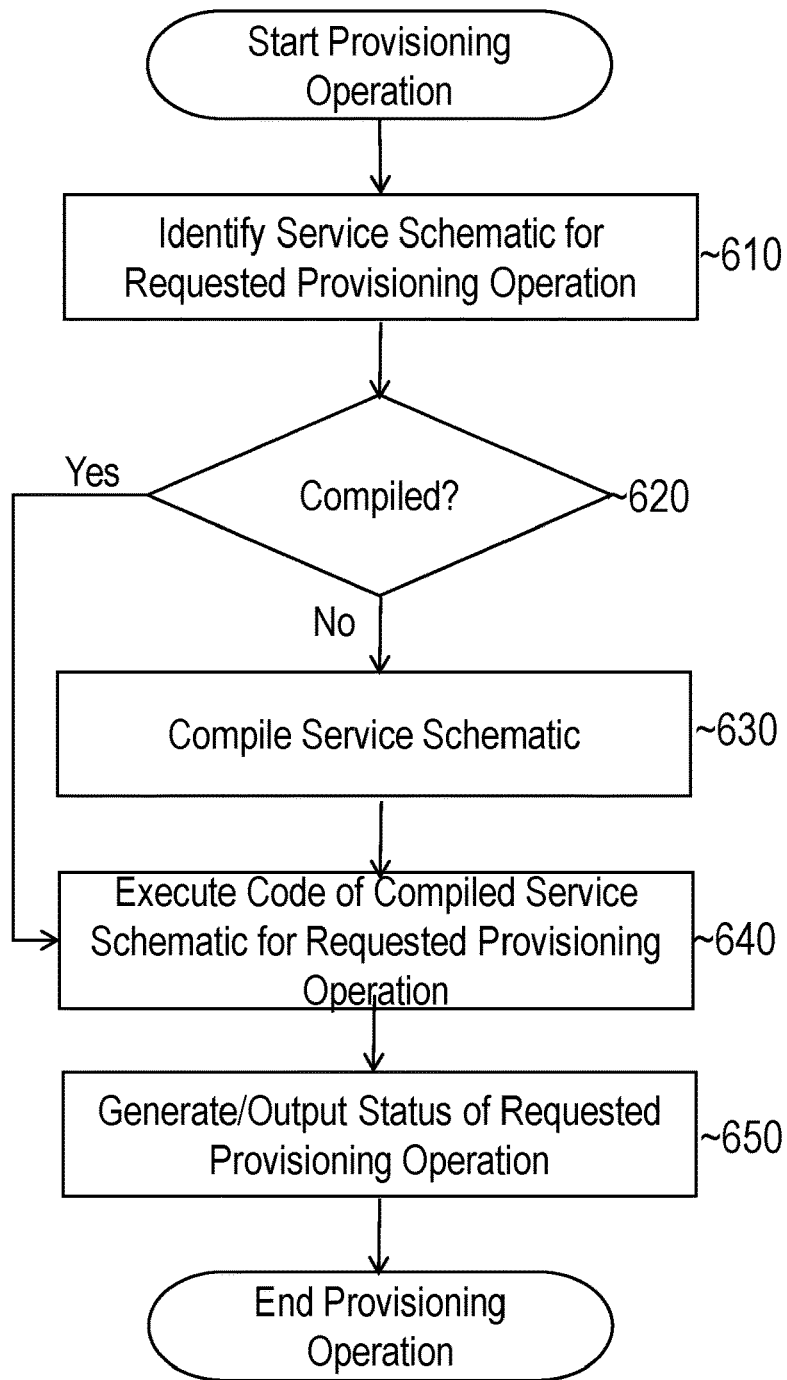 Start Provisioning
Operation
Identify Service Schematic for
Requested Provisioning Operation
~610
Yes
Compiled?
~620
No
Compile Service Schematic
~630
Execute Code of Compiled Service
Schematic for Requested Provisioning
Operation
~640
Generate/Output Status of Requested
Provisioning Operation
~650
End Provisioning
Operation